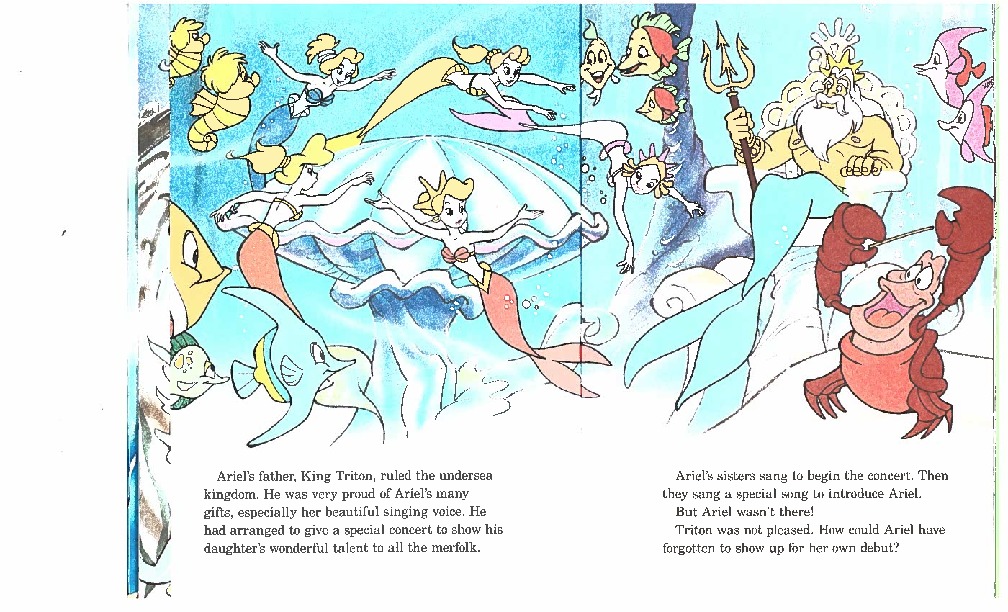 Ariel's father, King Triton, ruled the undersea
kingdom. He was very proud of Ariel's many
gifts, especially her beautiful singing voice. He
had arranged to give a special concert to show his
daughter's wonderful talent to all the merfolk.
Ariel's sisters sang to begin the concert. Then
they sang a special song to introduce Ariel.
But Ariel wasn't there!
Triton was not pleased. How could Ariel have
forgotten to show up for her own debut?